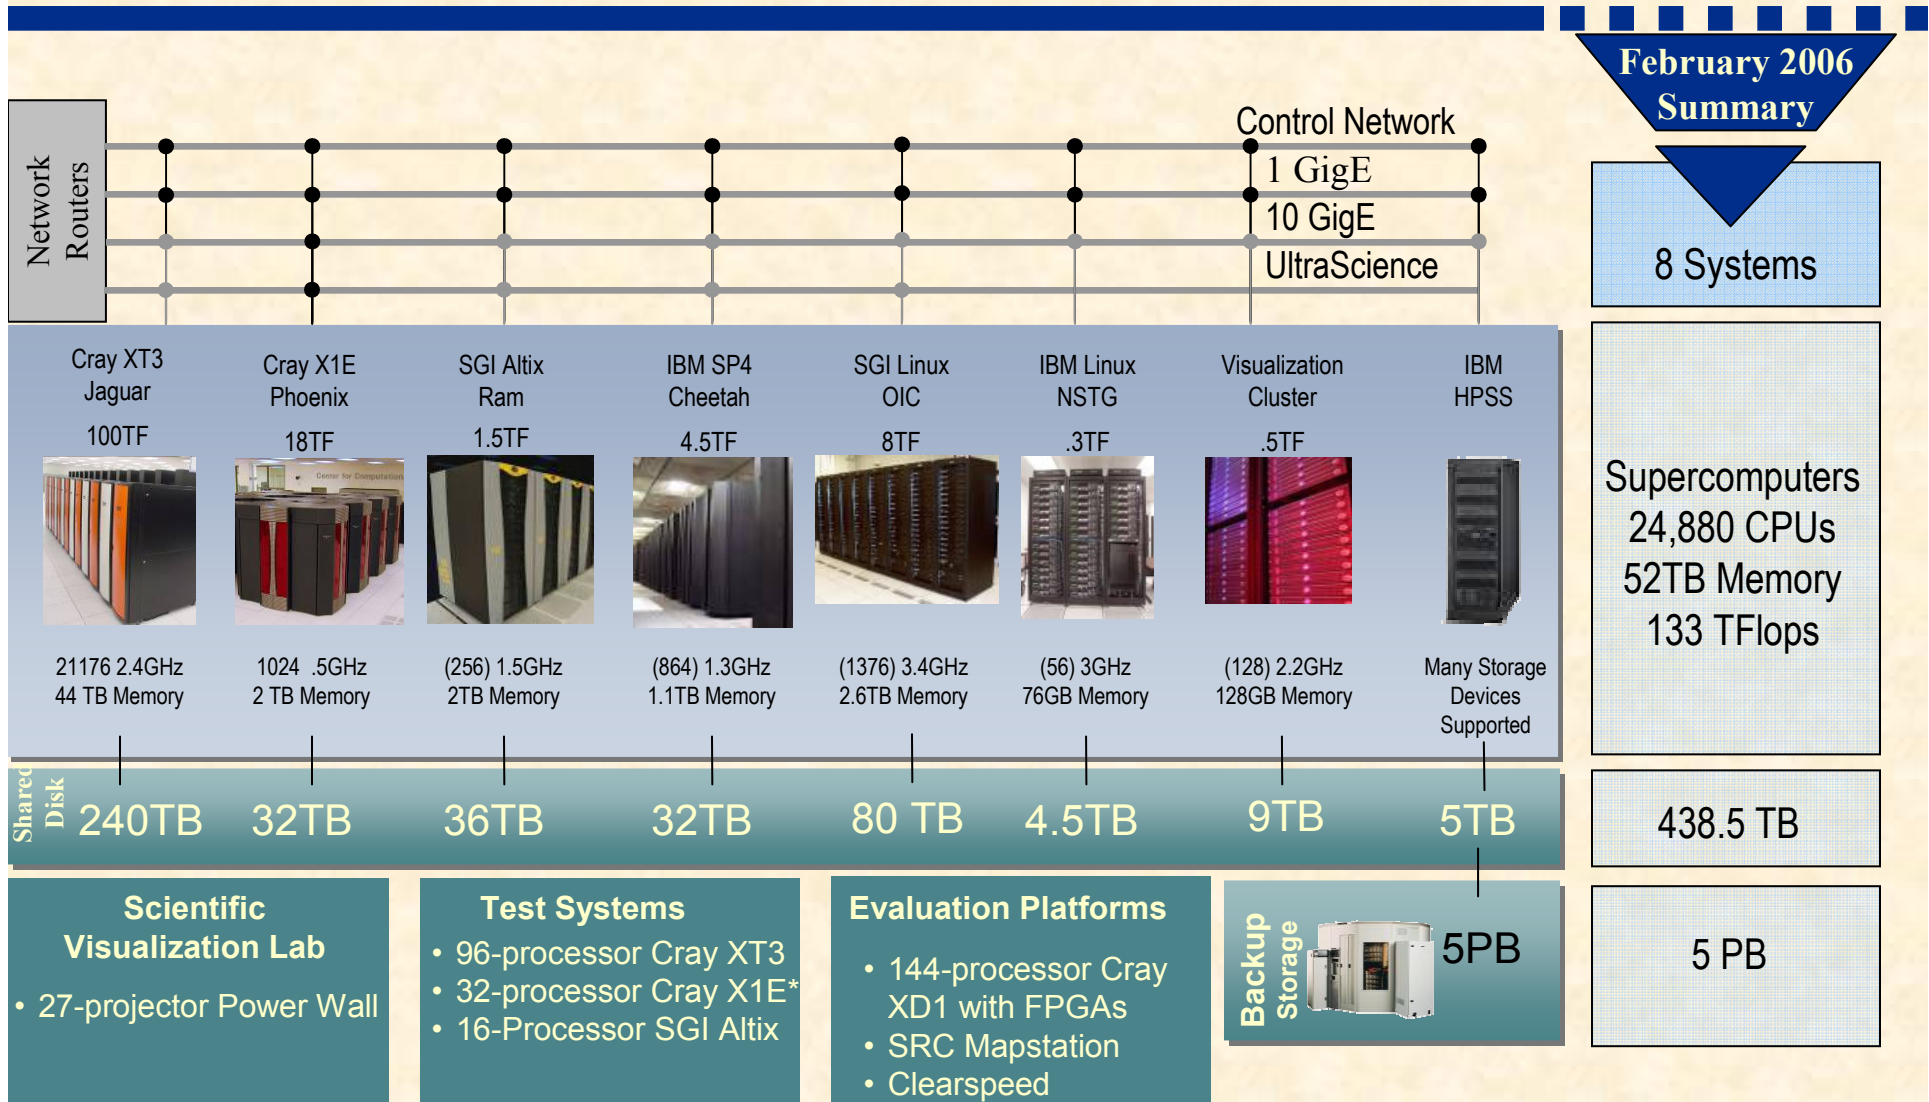 February 2006
Summary
Network
Routers
Control Network
1 GigE
10 GigE
UltraScience
8 Systems
Cray XT3
Jaguar
100TF
Cray X1E
Phoenix
18TF
SGI Altix
Ram
1.5TF
IBM SP4
Cheetah
4.5TF
SGI Linux
OIC
8TF
IBM Linux
NSTG
.3TF
Visualization
Cluster
.5TF
IBM
HPSS
Center for Computation
21176 2.4GHz
44 TB Memory
1024 .5GHz
2 TB Memory
(256) 1.5GHz
2TB Memory
(864) 1.3GHz
1.1TB Memory
(1376) 3.4GHz
2.6TB Memory
(56) 3GHz
76GB Memory
(128) 2.2GHz
128GB Memory
Many Storage
Devices
Supported
Supercomputers
24,880 CPUs
52TB Memory
133 TFlops
Shared
Disk
240TB
32TB
36TB
32TB
80 TB
4.5TB
9TB
5TB
438.5 TB
Scientific
Visualization Lab
• 27-projector Power Wall
Test Systems
• 96-processor Cray XT3
• 32-processor Cray X1E*
• 16-Processor SGI Altix
Evaluation Platforms
• 144-processor Cray
XD1 with FPGAs
• SRC Mapstation
• Clearspeed
Backup
Storage
5PB
5 PB